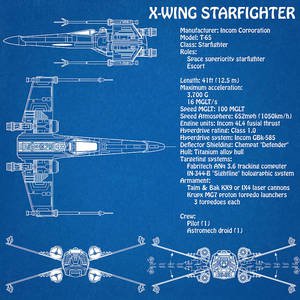 X-WING STARFIGHTER
Manufacturer: Incom Corporation
Model: T-65
Class: Starfighter
Roles:
Space superiority starfighter
Escort
Length: 41ft (12.5 m)
Maximum acceleration:
3,700 G
16 MGLT/s
Speed MGLT: 100 MGLT
Speed Atmosphere: 652mph (1050km/h)
Engine units: Incom 4L4 fusial thrust
Hyperdrive rating: Class 1.0
Hyperdrive system: Incom GBk-585
Deflector Shielding: Chempat 'Defender'
Hull: Titanium alloy hull
Targeting systems:
Fabritech ANs 3.6 tracking computer
IN-344-B 'Sightline' holographic system
Armament:
Taim & Bak KX9 or IX4 laser cannons
Krupx MG7 proton torpedo launchers
3 torpedoes each
Crew:
Pilot (1)
Astromech droid (1)